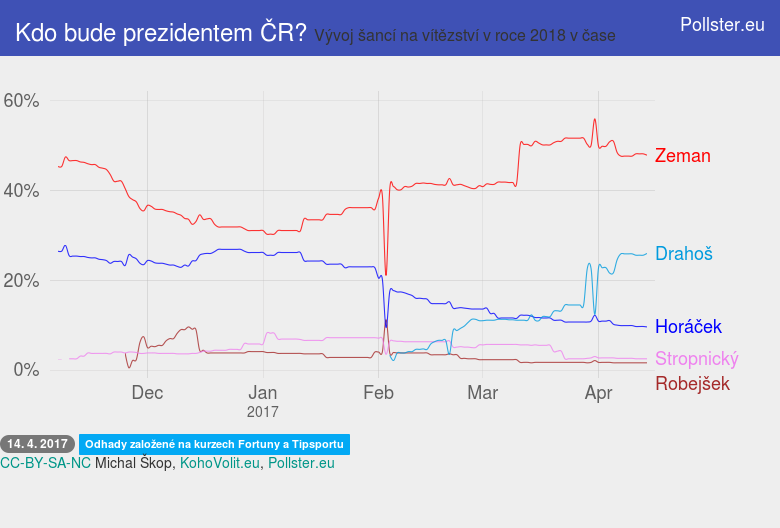 Kdo bude prezidentem ČR? Vývoj šancí na vítězství v roce 2018 v čase
Pollster.eu
60%
40%
20%
0%
Zeman
Drahoš
Horáček
Stropnický
Robejšek
Dec Jan Feb Mar Apr
2017
14. 4. 2017 Odhady založené na kurzech Fortuny a Tipsportu
CC-BY-SA-NC Michal Škop, KohoVolit.eu, Pollster.eu